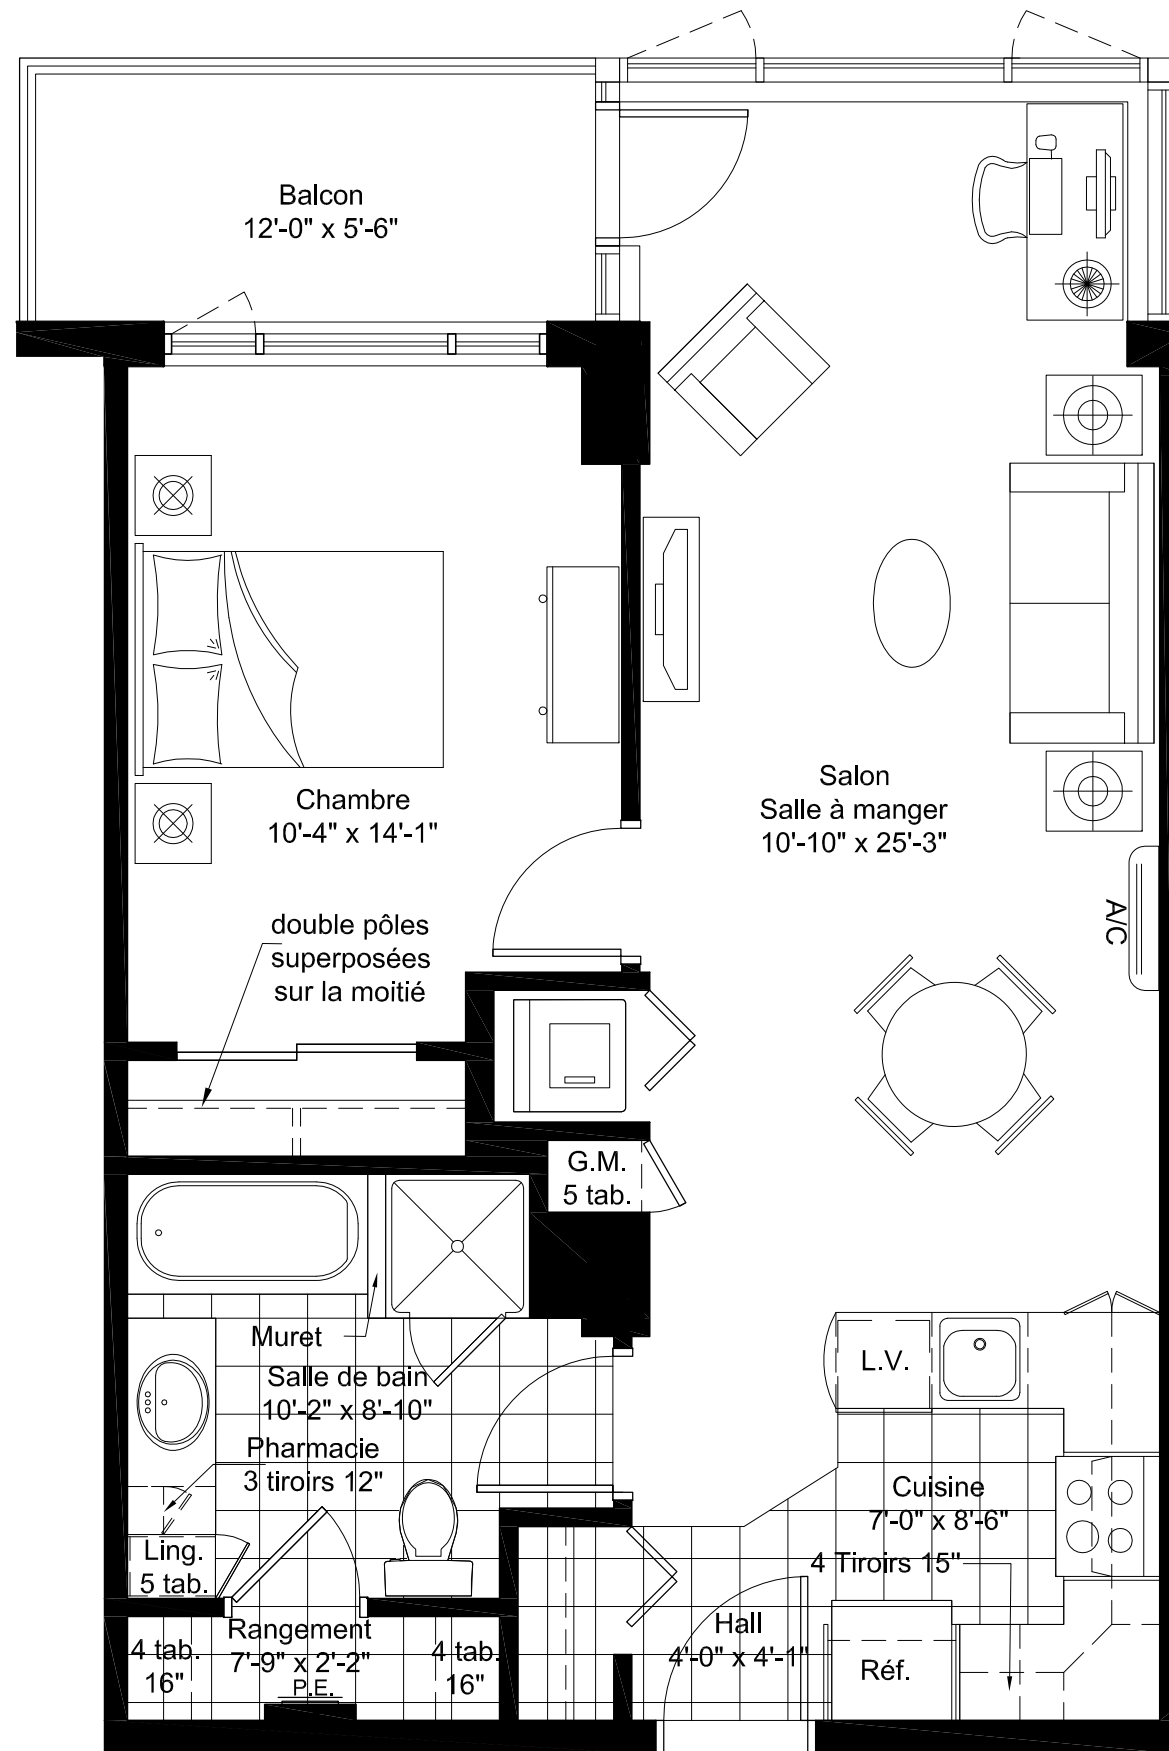 Balcon
12'-0" x 5'-6"
Chambre
10'-4" x 14'-1"
Salon
Salle à manger
10'-10" x 25'-3"
A/C
double pôles
superposées
sur la moitié
G.M.
5 tab.
Muret
Salle de bain
10'-2" x 8'-10"
L.V.
Pharmacie
3 tiroirs 12"
Cuisine
7'-0" x 8'-6"
4 Tiroirs 15"
Ling.
5 tab.
Rangement
7'-9" x 2'-2"
P.E.
4 tab.
16"
4 tab.
16"
Hall
4'-0" x 4'-1"
Réf.